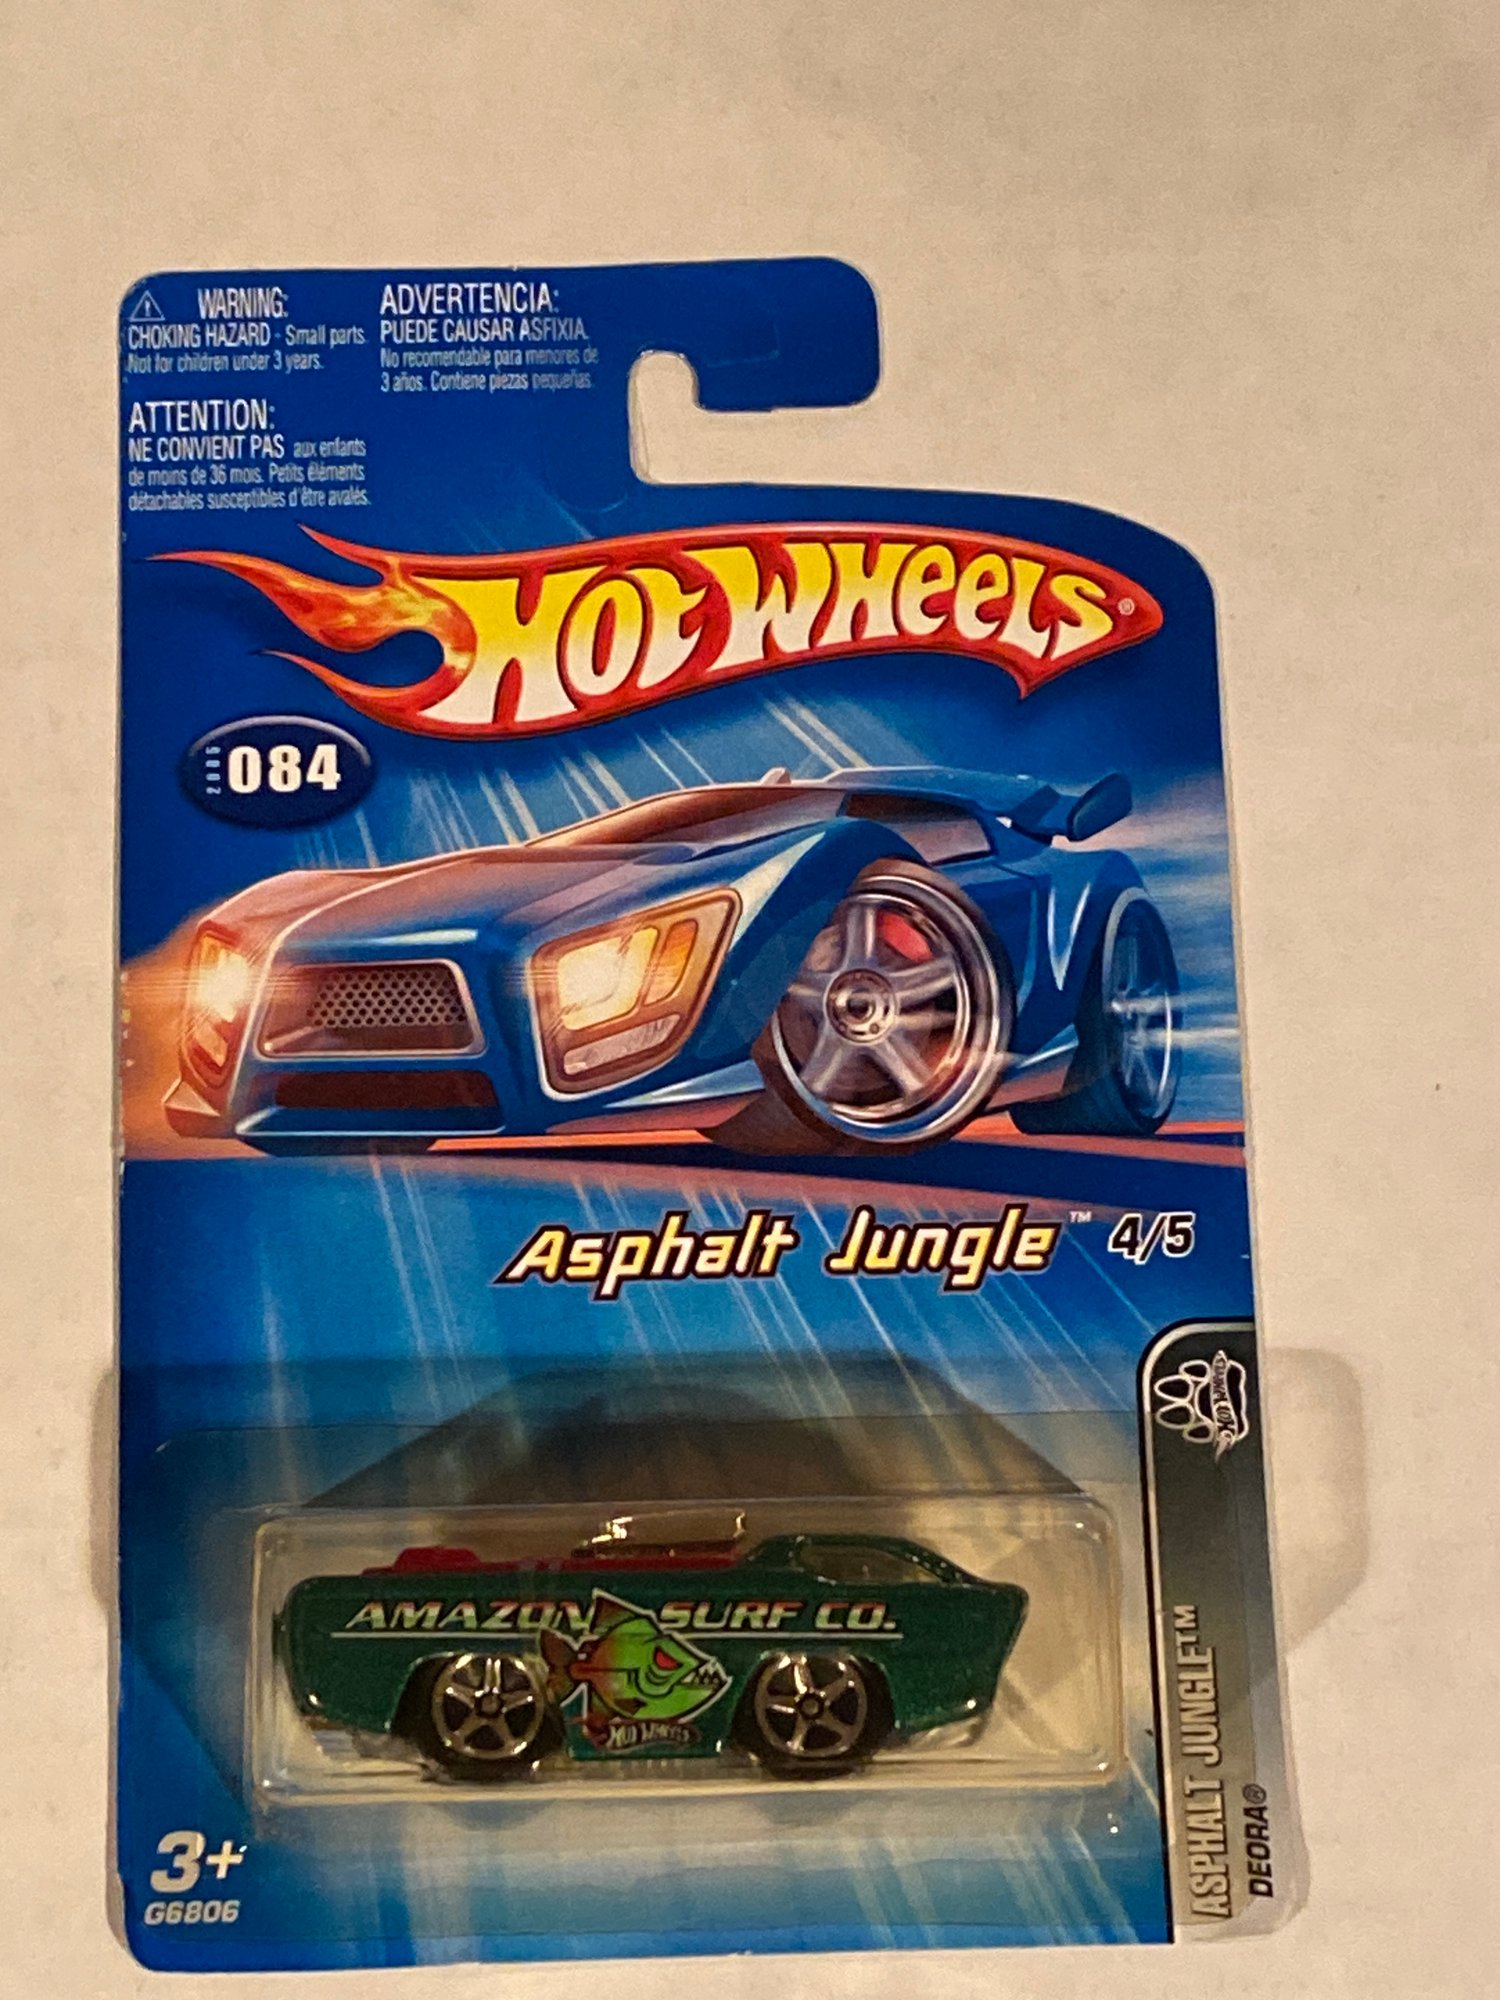 WARNING:
CHOKING HAZARD - Small parts.
Not for children under 3 years.
ADVERTENCIA:
PUEDE CAUSAR ASFIXIA.
No recomendable para menores de
3 años. Contiene piezas pequeñas.
ATTENTION:
NE CONVIENT PAS aux enfants
de moins de 36 mois. Petits éléments
détachables susceptibles d'être avalés.
HOT WHEELS®
084
Asphalt Jungle™ 4/5
HOT WHEELS
AMAZON SURF CO.
HOT WHEELS
ASPHALT JUNGLE™
DEORA®
3+
G6806